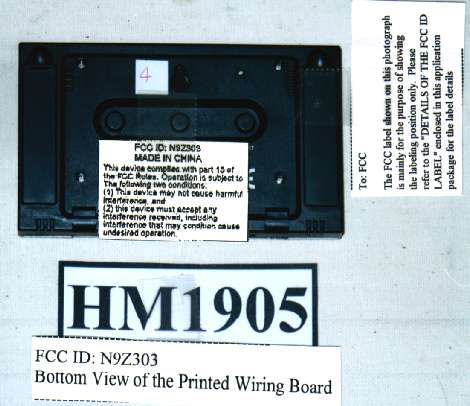 4
FCC ID: N9Z303
MADE IN CHINA
This device complies with part 15 of
the FCC Rules. Operation is subject to
The following two conditions:
(1) This device may not cause harmful
interference, and
(2) this device must accept any
interference received, including
interference that may condition cause
undesired operation.
To: FCC
The FCC label shown on this photograph
is mainly for the purpose of showing
the labeling position only. Please
refer to the "DETAILS OF THE FCC ID
LABEL" enclosed in this application
package for the label details
HM1905
FCC ID: N9Z303
Bottom View of the Printed Wiring Board